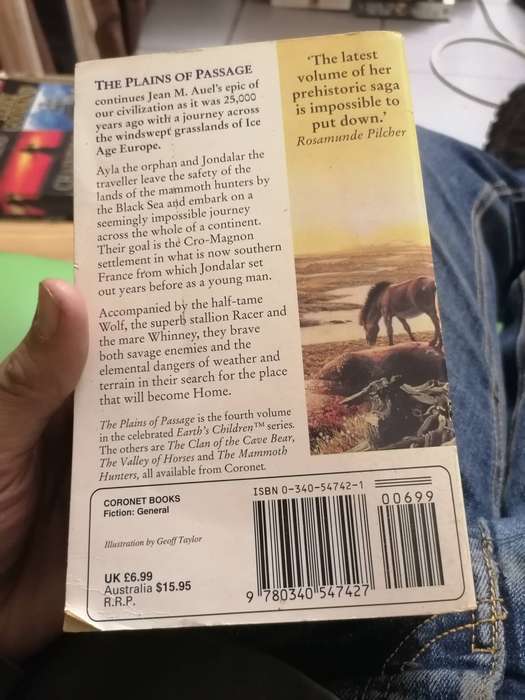 THE PLAINS OF PASSAGE
continues Jean M. Auel's epic of
our civilization as it was 25,000
years ago with a journey across
the windswept grasslands of Ice
Age Europe.
Ayla the orphan and Jondalar the
traveller leave the safety of the
lands of the mammoth hunters by
the Black Sea and embark on a
seemingly impossible journey
across the whole of a continent.
Their goal is the Cro-Magnon
settlement in what is now southern
France from which Jondalar set
out years before as a young man.
Accompanied by the half-tame
Wolf, the superb stallion Racer and
the mare Whinney, they brave
both savage enemies and the
elemental dangers of weather and
terrain in their search for the place
that will become Home.
The Plains of Passage is the fourth volume
in the celebrated Earth's Children™ series.
The others are The Clan of the Cave Bear,
The Valley of Horses and The Mammoth
Hunters, all available from Coronet.
'The latest
volume of her
prehistoric saga
is impossible to
put down.'
Rosamunde Pilcher
CORONET BOOKS
Fiction: General
Illustration by Geoff Taylor
UK £6.99
Australia $15.95
R.R.P.
ISBN 0-340-54742-1
00699
9 780340 547427